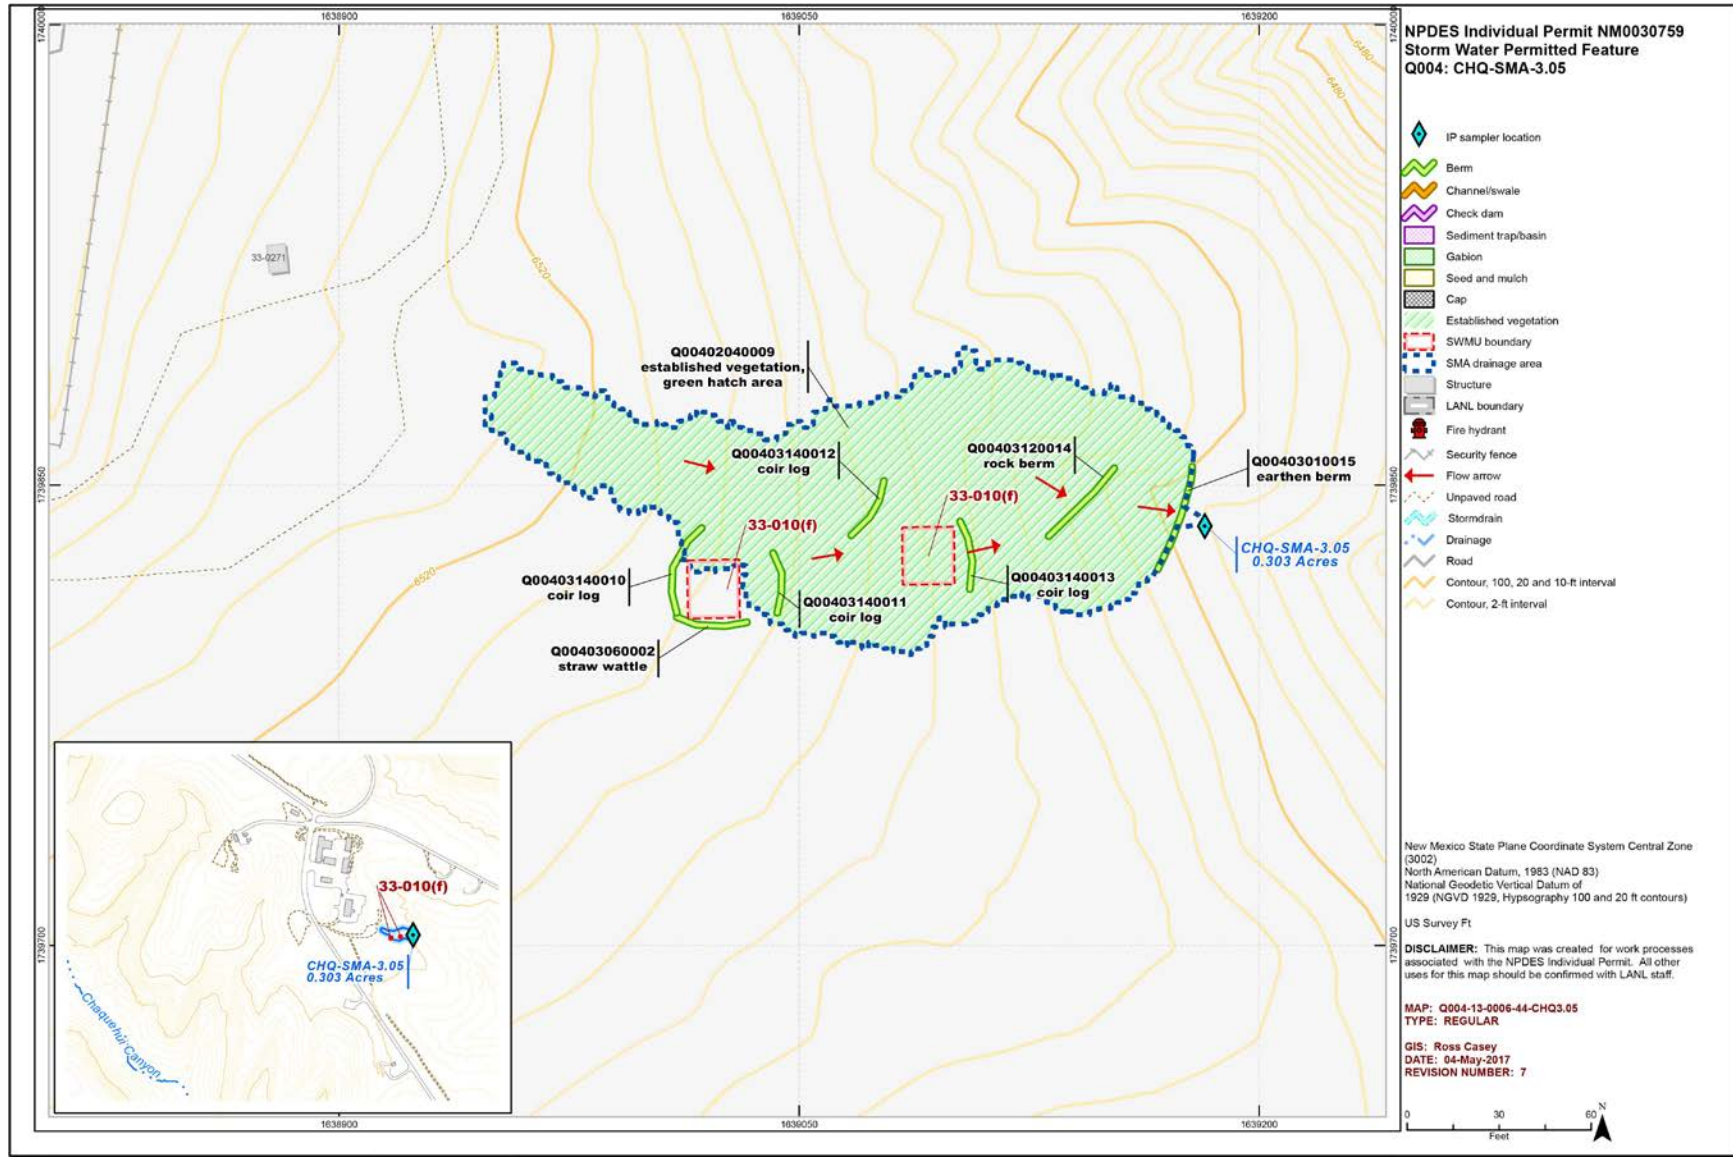 1638900
1639050
1639200
1740000
1740000
6480
6480
33-0271
6520
Q00402040009
established vegetation,
green hatch area
Q00403140012
coir log
Q00403120014
rock berm
Q00403010015
earthen berm
1739850
1739850
33-010(f)
33-010(f)
CHQ-SMA-3.05
0.303 Acres
6520
Q00403140010
coir log
Q00403140013
coir log
Q00403140011
coir log
Q00403060002
straw wattle
33-010(f)
CHQ-SMA-3.05
0.303 Acres
Chaquehui Canyon
1739700
1739700
1638900
1639050
1639200
NPDES Individual Permit NM0030759
Storm Water Permitted Feature
Q004: CHQ-SMA-3.05
IP sampler location
Berm
Channel/swale
Check dam
Sediment trap/basin
Gabion
Seed and mulch
Cap
Established vegetation
SWMU boundary
SMA drainage area
Structure
LANL boundary
Fire hydrant
Security fence
Flow arrow
Unpaved road
Stormdrain
Drainage
Road
Contour, 100, 20 and 10-ft interval
Contour, 2-ft interval
New Mexico State Plane Coordinate System Central Zone
(3002)
North American Datum, 1983 (NAD 83)
National Geodetic Vertical Datum of
1929 (NGVD 1929, Hypsography 100 and 20 ft contours)
US Survey Ft
DISCLAIMER: This map was created for work processes
associated with the NPDES Individual Permit. All other
uses for this map should be confirmed with LANL staff.
MAP: Q004-13-0006-44-CHQ3.05
TYPE: REGULAR
GIS: Ross Casey
DATE: 04-May-2017
REVISION NUMBER: 7
0 30 60
Feet
N